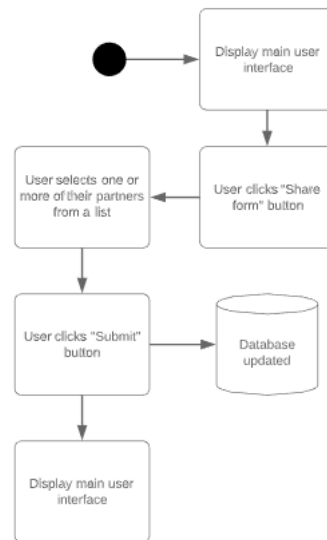 Display main user
interface
User clicks "Share
form" button
User selects one or
more of their partners
from a list
User clicks "Submit"
button
Database
updated
Display main user
interface